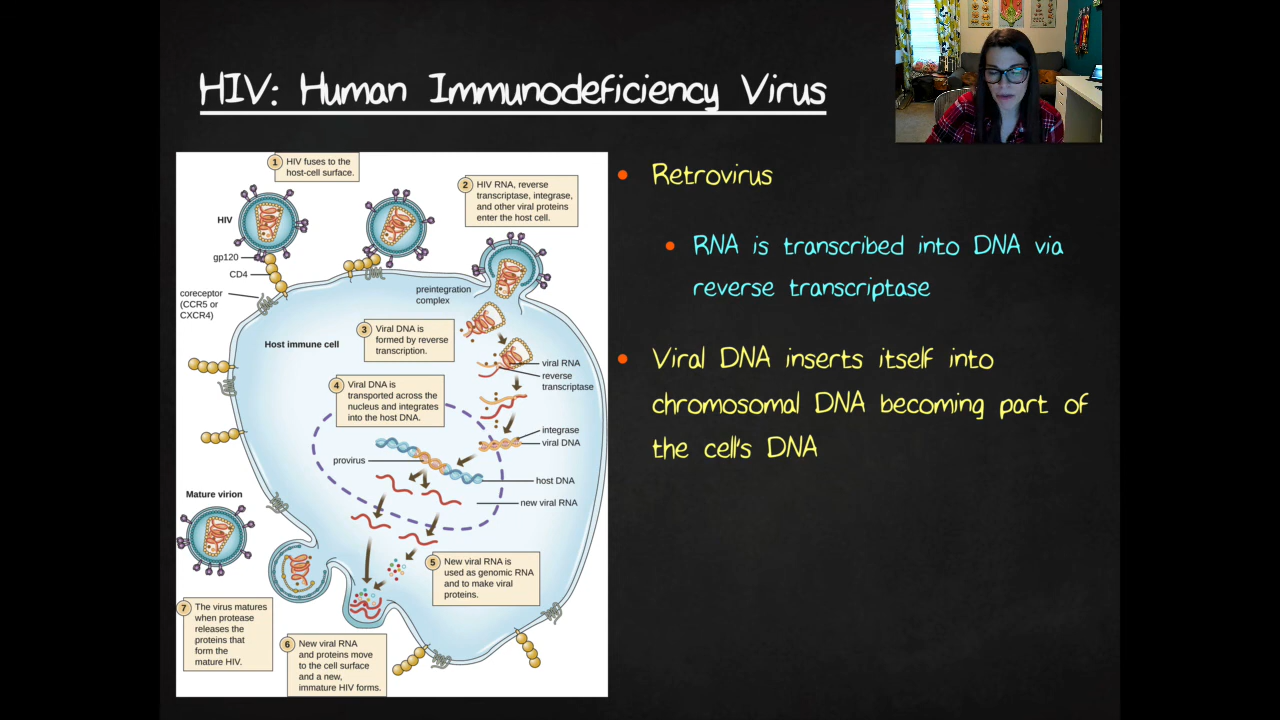 HIV: Human Immunodeficiency Virus
1 HIV fuses to the
host-cell surface.
2 HIV RNA, reverse
transcriptase, integrase,
and other viral proteins
enter the host cell.
HIV
gp120
CD4
coreceptor
(CCR5 or
CXCR4)
preintegration
complex
3 Viral DNA is
formed by reverse
transcription.
Host immune cell
viral RNA
reverse
transcriptase
4 Viral DNA is
transported across the
nucleus and integrates
into the host DNA.
integrase
viral DNA
provirus
host DNA
new viral RNA
Mature virion
5 New viral RNA is
used as genomic RNA
and to make viral
proteins.
7 The virus matures
when protease
releases the
proteins that
form the
mature HIV.
6 New viral RNA
and proteins move
to the cell surface
and a new,
immature HIV forms.
• Retrovirus
• RNA is transcribed into DNA via
reverse transcriptase
• Viral DNA inserts itself into
chromosomal DNA becoming part of
the cell's DNA